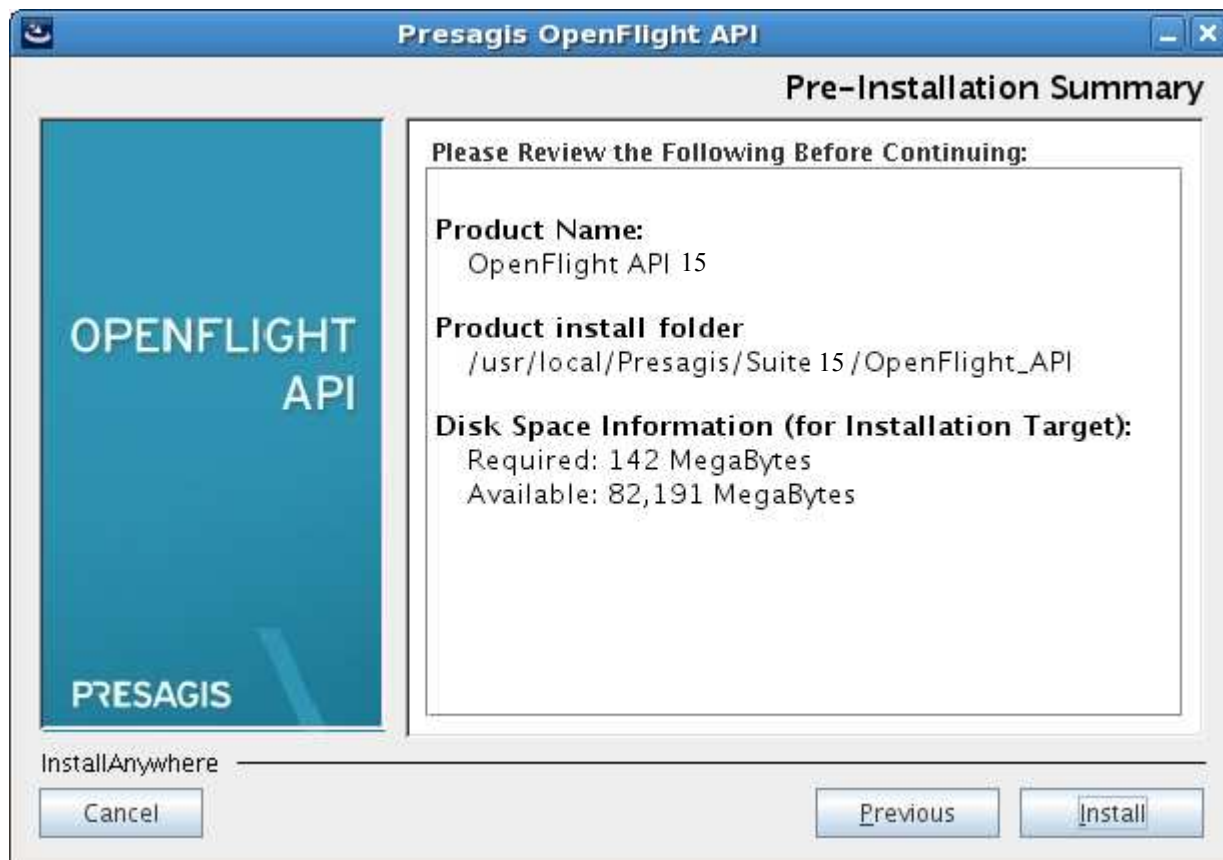 Presagis OpenFlight API
Pre-Installation Summary
OPENFLIGHT
API
PRESAGIS
Please Review the Following Before Continuing:
Product Name:
OpenFlight API 15
Product install folder
/usr/local/Presagis/Suite 15/OpenFlight_API
Disk Space Information (for Installation Target):
Required: 142 MegaBytes
Available: 82,191 MegaBytes
InstallAnywhere
Cancel
Previous
Install